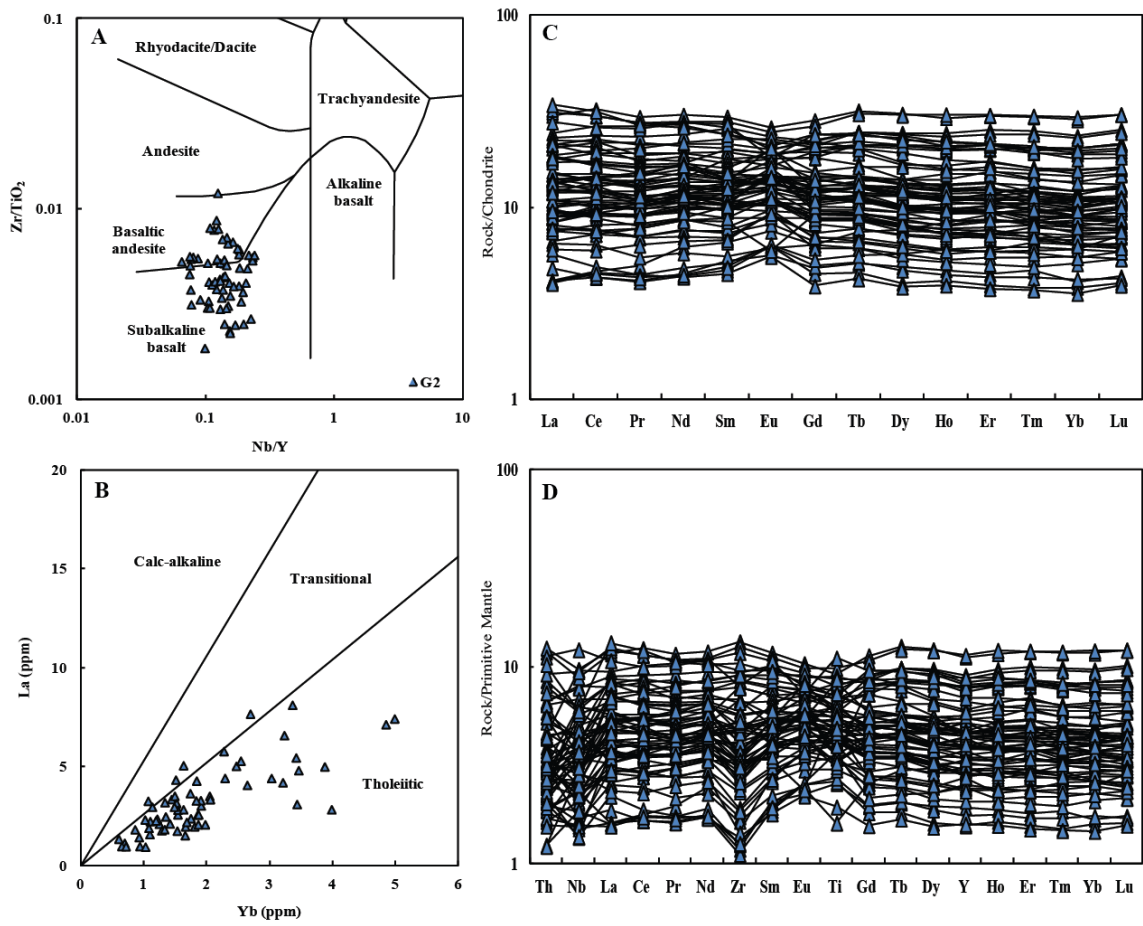 A
0.1
0.01
0.001
Zr/TiO2
Rhyodacite/Dacite
Trachyandesite
Andesite
Alkaline
basalt
Basaltic
andesite
Subalkaline
basalt
G2
0.01 0.1 1 10
Nb/Y
C
100
10
1
Rock/Chondrite
La Ce Pr Nd Sm Eu Gd Tb Dy Ho Er Tm Yb Lu
B
20
15
10
5
0
La (ppm)
Calc-alkaline
Transitional
Tholeiitic
0 1 2 3 4 5 6
Yb (ppm)
D
100
10
1
Rock/Primitive Mantle
Th Nb La Ce Pr Nd Zr Sm Eu Ti Gd Tb Dy Y Ho Er Tm Yb Lu